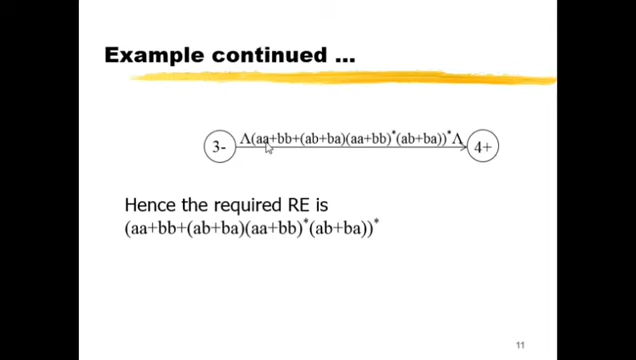 Example continued ...
Λ(aa+bb+(ab+ba)(aa+bb)*(ab+ba))*Λ
3-
4+
Hence the required RE is
(aa+bb+(ab+ba)(aa+bb)*(ab+ba))*
11